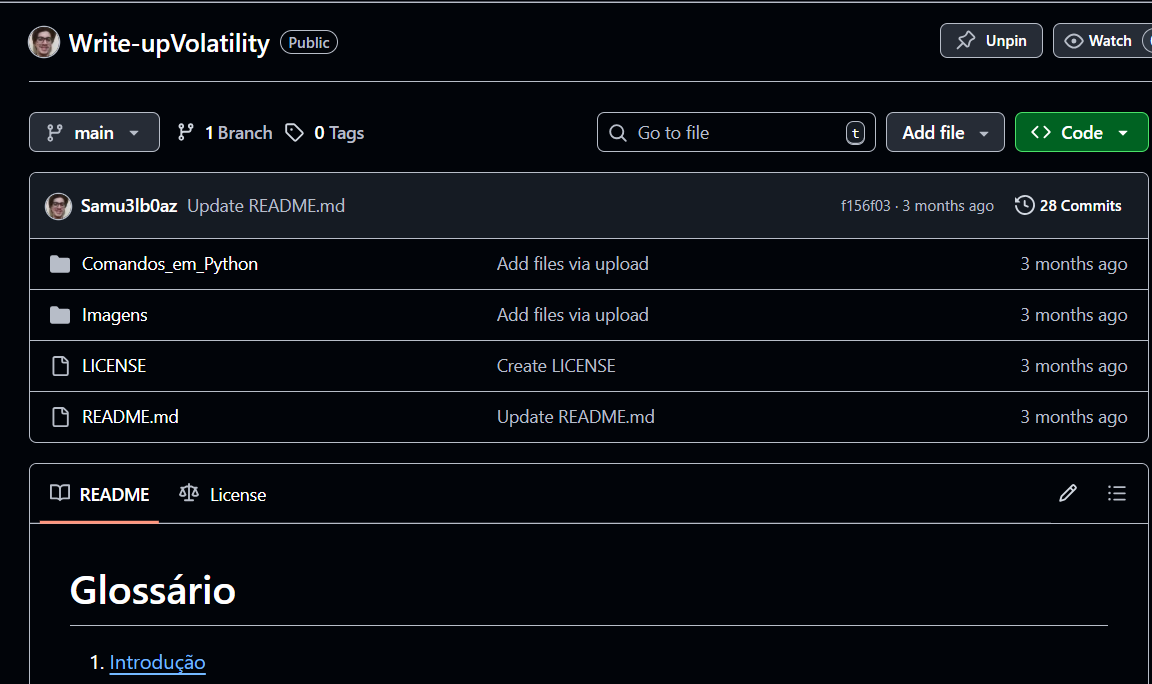 Write-upVolatility Public Unpin Watch
main 1 Branch 0 Tags Go to file t Add file Code
Samu3lb0az Update README.md f156f03 · 3 months ago 28 Commits
Comandos_em_Python Add files via upload 3 months ago
Imagens Add files via upload 3 months ago
LICENSE Create LICENSE 3 months ago
README.md Update README.md 3 months ago
README License
Glossário
1. Introdução